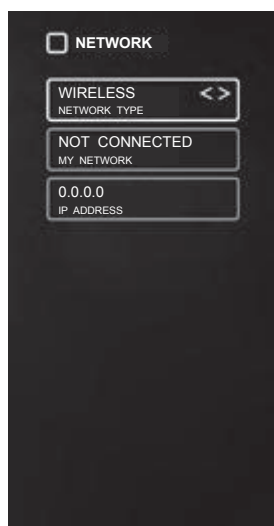 NETWORK
WIRELESS
NETWORK TYPE
NOT CONNECTED
MY NETWORK
0.0.0.0
IP ADDRESS